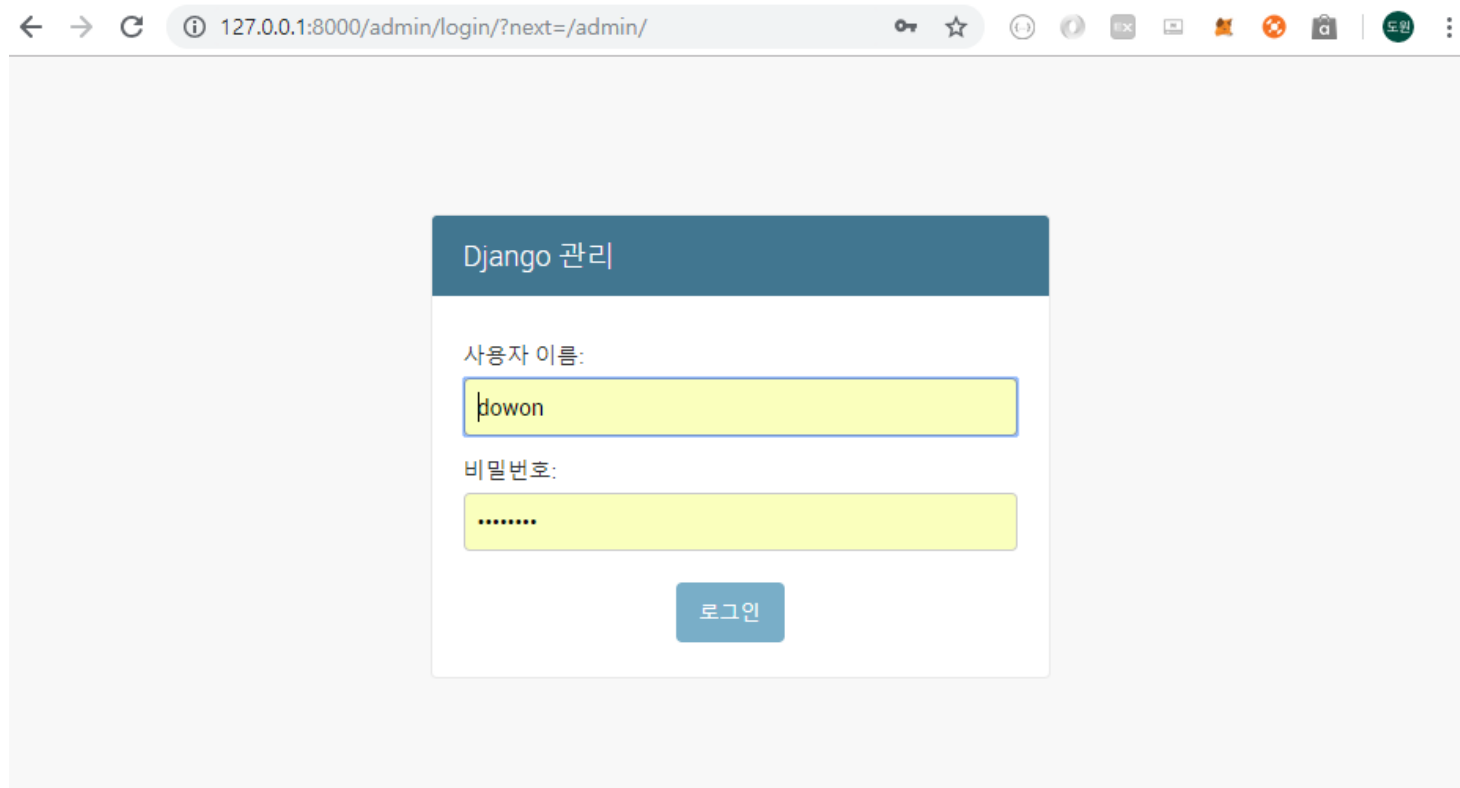 127.0.0.1:8000/admin/login/?next=/admin/
EX
a
도원
Django 관리
사용자 이름:
dowon
비밀번호:
••••••••
로그인